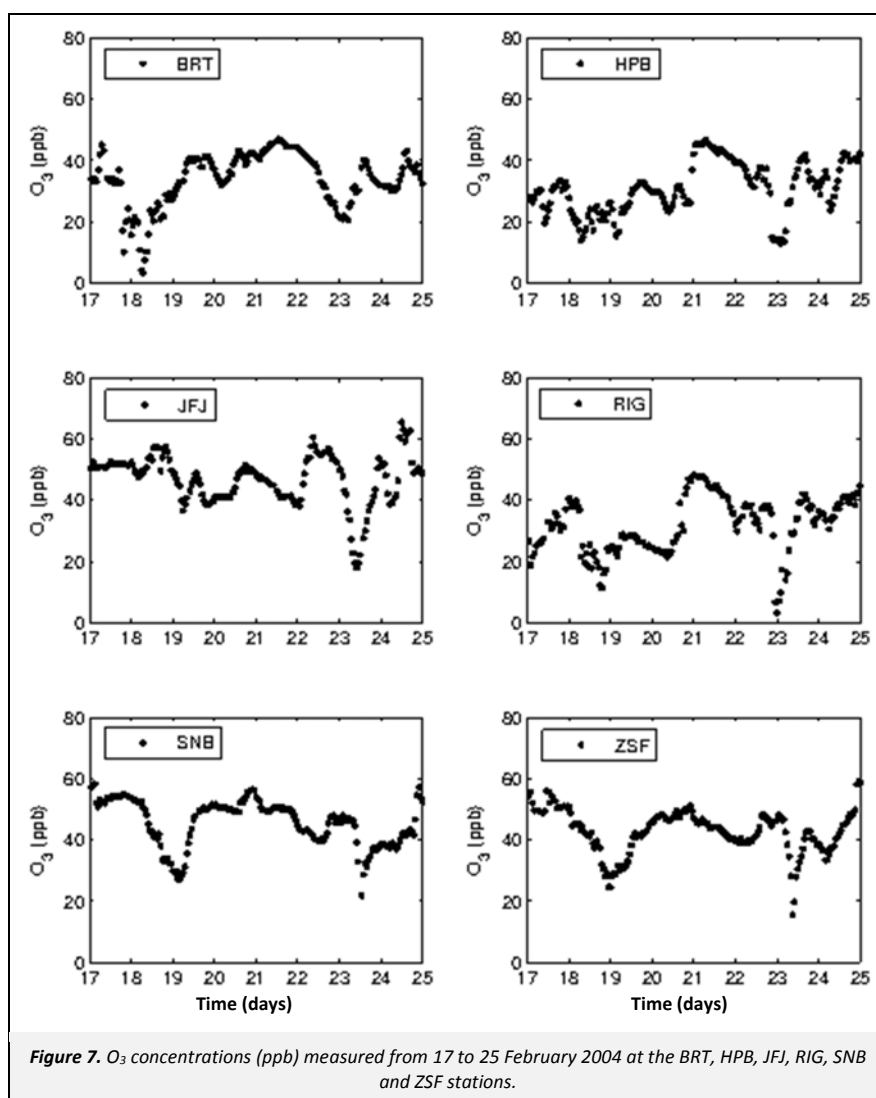 80
60
40
20
0
O₃ (ppb)
BRT
17 18 19 20 21 22 23 24 25
80
60
40
20
0
O₃ (ppb)
HPB
17 18 19 20 21 22 23 24 25
80
60
40
20
0
O₃ (ppb)
JFJ
17 18 19 20 21 22 23 24 25
80
60
40
20
0
O₃ (ppb)
RIG
17 18 19 20 21 22 23 24 25
80
60
40
20
0
O₃ (ppb)
SNB
17 18 19 20 21 22 23 24 25
Time (days)
80
60
40
20
0
O₃ (ppb)
ZSF
17 18 19 20 21 22 23 24 25
Time (days)
Figure 7. O₃ concentrations (ppb) measured from 17 to 25 February 2004 at the BRT, HPB, JFJ, RIG, SNB
and ZSF stations.